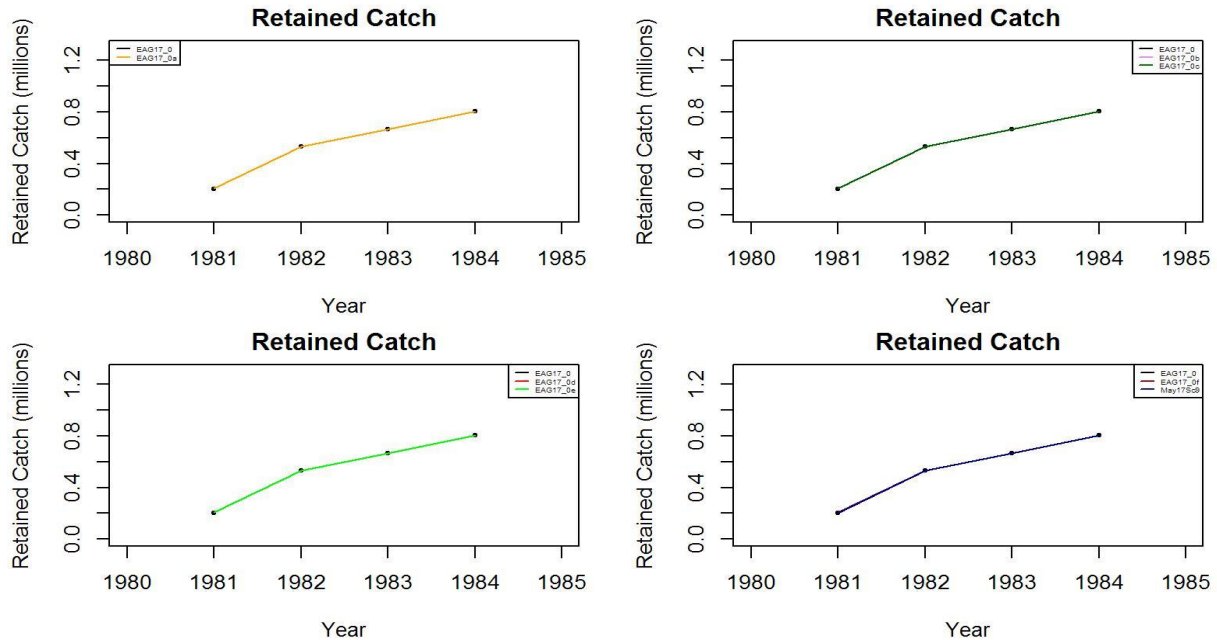 Retained Catch
Retained Catch (millions)
1.2
0.8
0.4
0.0
EAG17_0
EAG17_0a
1980 1981 1982 1983 1984 1985
Year
Retained Catch
Retained Catch (millions)
1.2
0.8
0.4
0.0
EAG17_0
EAG17_0b
EAG17_0c
1980 1981 1982 1983 1984 1985
Year
Retained Catch
Retained Catch (millions)
1.2
0.8
0.4
0.0
EAG17_0
EAG17_0d
EAG17_0e
1980 1981 1982 1983 1984 1985
Year
Retained Catch
Retained Catch (millions)
1.2
0.8
0.4
0.0
EAG17_0
EAG17_0f
May17Sc9
1980 1981 1982 1983 1984 1985
Year